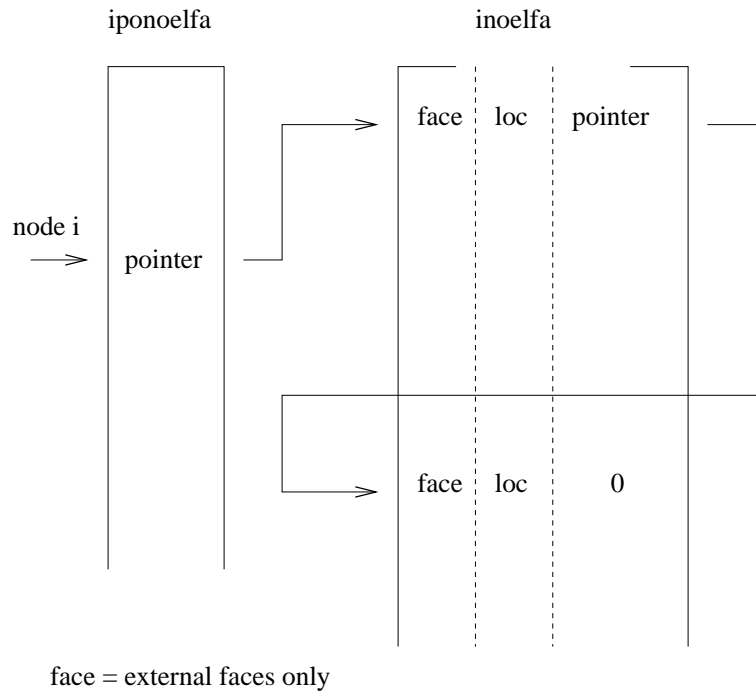 iponoelfa inoelfa
face loc pointer
node i
pointer
face loc 0
face = external faces only